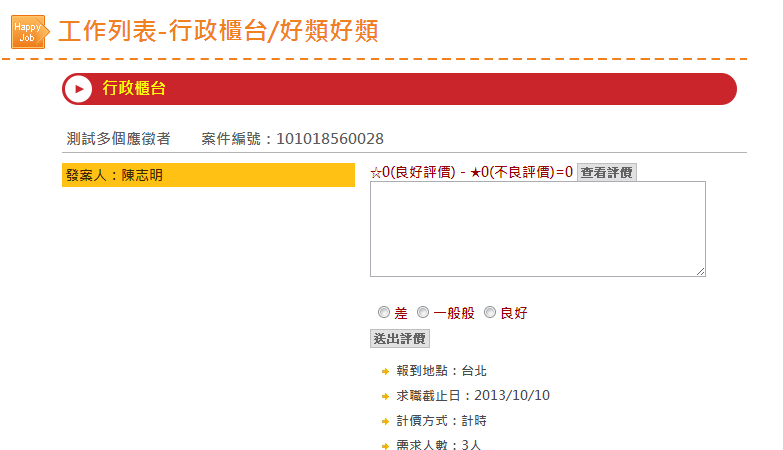 Happy
Job
工作列表-行政櫃台/好類好類
行政櫃台
測試多個應徵者 案件編號：101018560028
發案人：陳志明
☆0(良好評價) - ★0(不良評價)=0 查看評價
差 一般般 良好
送出評價
報到地點：台北
求職截止日：2013/10/10
計價方式：計時
需求人數：3人